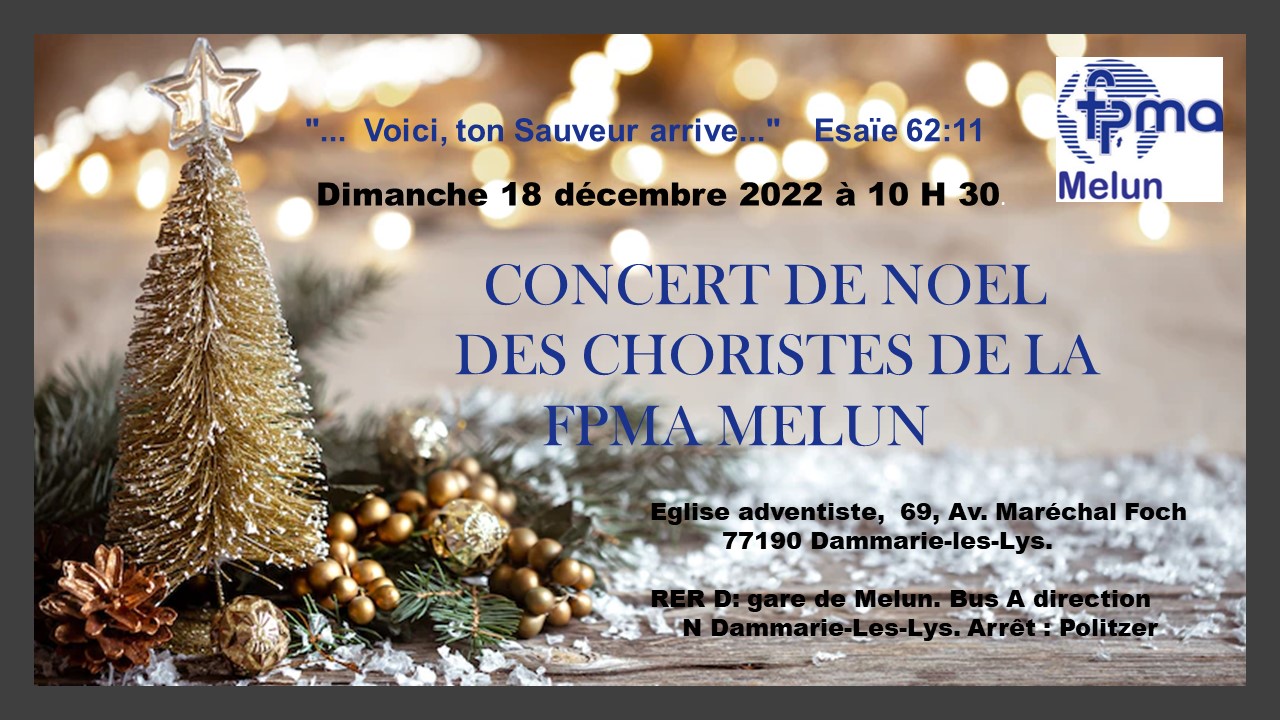 "... Voici, ton Sauveur arrive..." Esaïe 62:11
fpma
Melun
Dimanche 18 décembre 2022 à 10 H 30.
CONCERT DE NOEL
DES CHORISTES DE LA
FPMA MELUN
Eglise adventiste, 69, Av. Maréchal Foch
77190 Dammarie-les-Lys.
RER D: gare de Melun. Bus A direction
N Dammarie-Les-Lys. Arrêt : Politzer